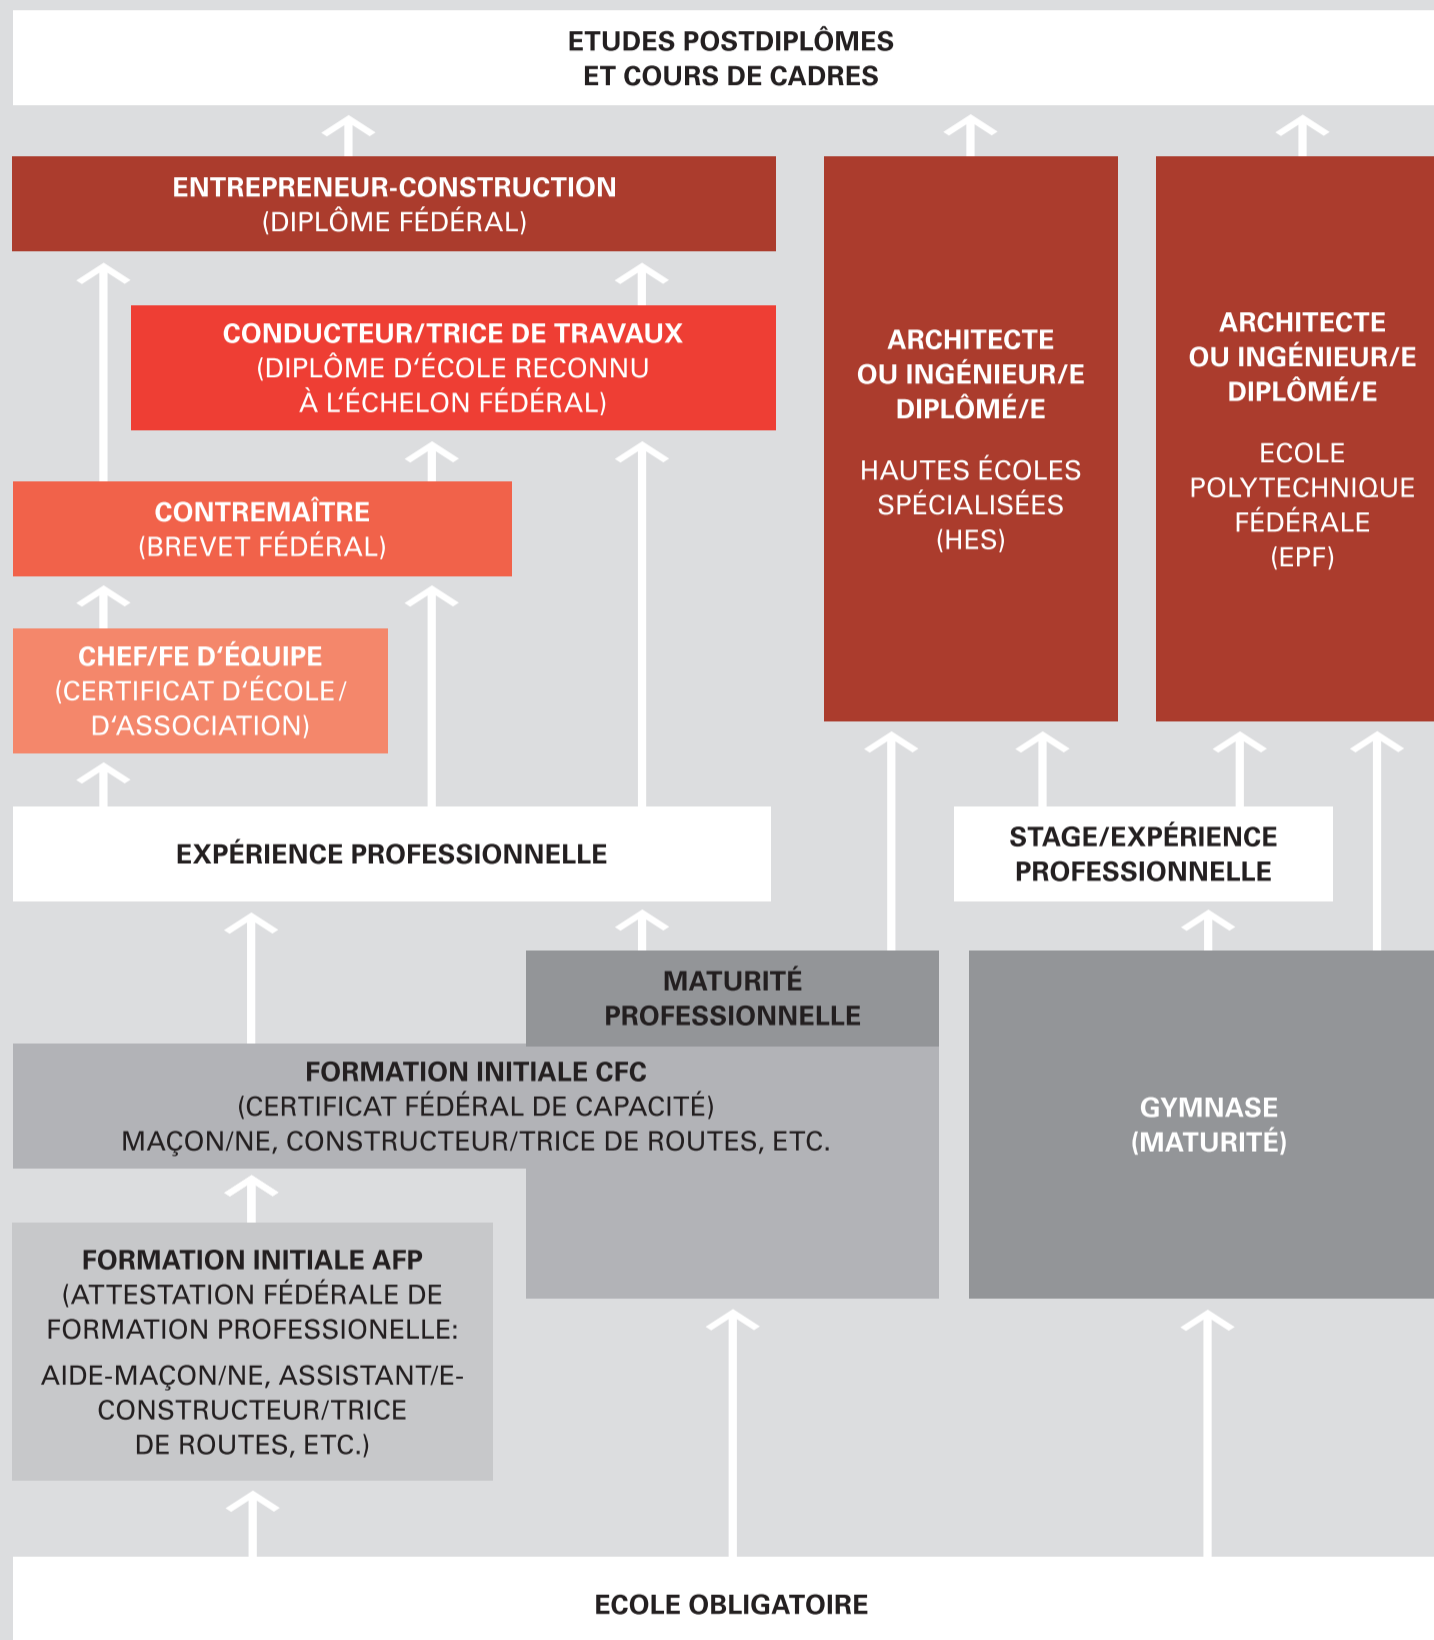 ETUDES POSTDIPLÔMES
ET COURS DE CADRES
ENTREPRENEUR-CONSTRUCTION
(DIPLÔME FÉDÉRAL)
CONDUCTEUR/TRICE DE TRAVAUX
(DIPLÔME D‘ÉCOLE RECONNU
À L‘ÉCHELON FÉDÉRAL)
CONTREMAÎTRE
(BREVET FÉDÉRAL)
CHEF/FE D‘ÉQUIPE
(CERTIFICAT D‘ÉCOLE/
D‘ASSOCIATION)
ARCHITECTE
OU INGÉNIEUR/E
DIPLÔMÉ/E
HAUTES ÉCOLES
SPÉCIALISÉES
(HES)
ARCHITECTE
OU INGÉNIEUR/E
DIPLÔMÉ/E
ECOLE
POLYTECHNIQUE
FÉDÉRALE
(EPF)
EXPÉRIENCE PROFESSIONNELLE
STAGE/EXPÉRIENCE
PROFESSIONNELLE
MATURITÉ
PROFESSIONNELLE
FORMATION INITIALE CFC
(CERTIFICAT FÉDÉRAL DE CAPACITÉ)
MAÇON/NE, CONSTRUCTEUR/TRICE DE ROUTES, ETC.
GYMNASE
(MATURITÉ)
FORMATION INITIALE AFP
(ATTESTATION FÉDÉRALE DE
FORMATION PROFESSIONELLE:
AIDE-MAÇON/NE, ASSISTANT/E-
CONSTRUCTEUR/TRICE
DE ROUTES, ETC.)
ECOLE OBLIGATOIRE